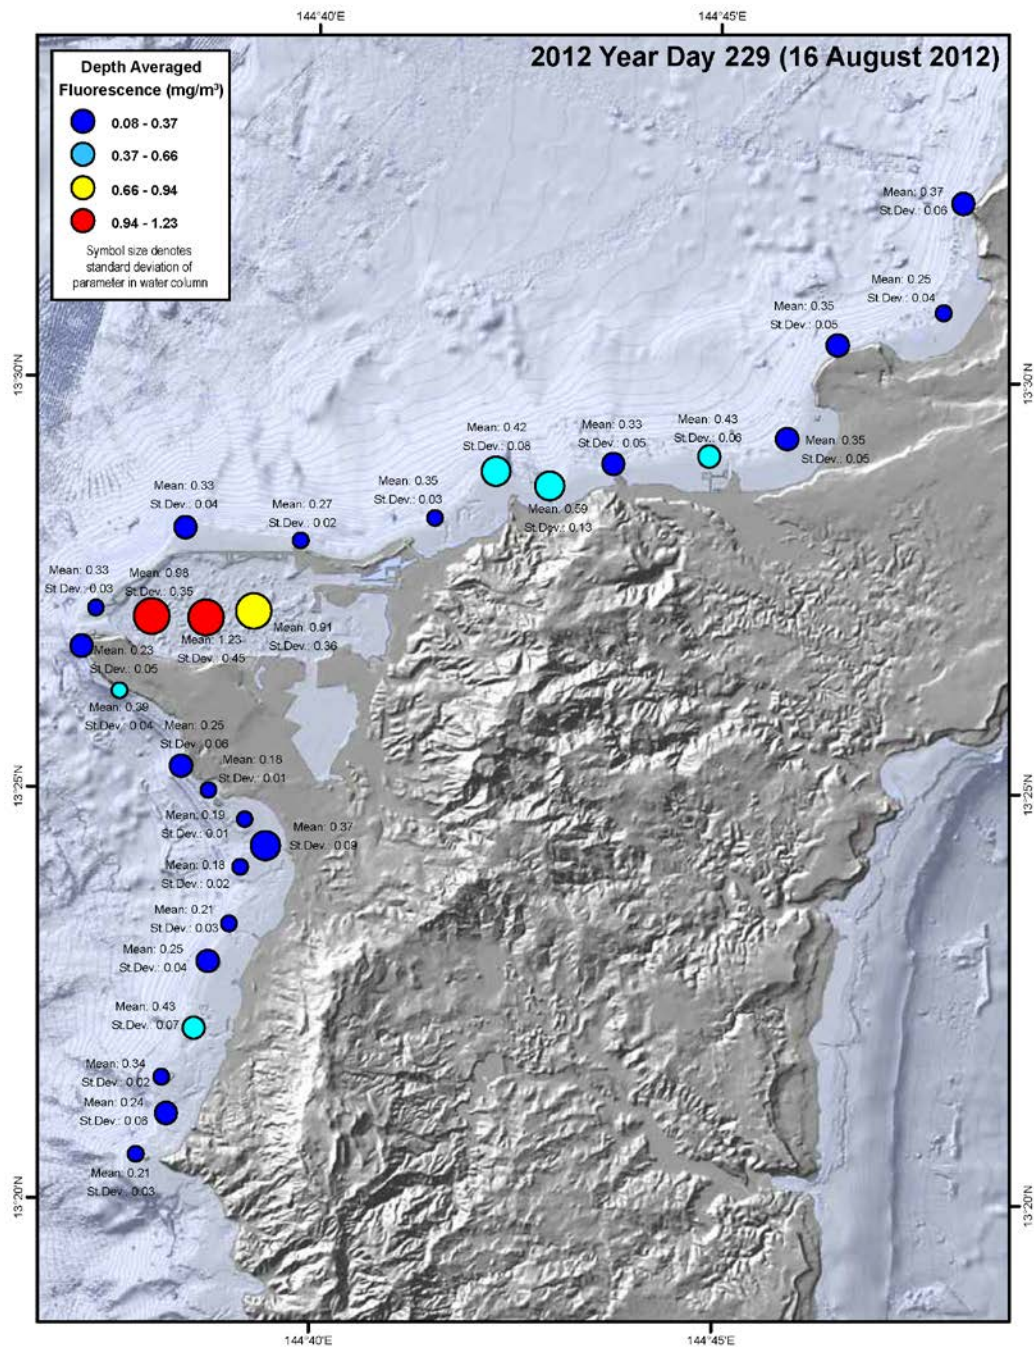 144°40'E
144°45'E
2012 Year Day 229 (16 August 2012)
Depth Averaged
Fluorescence (mg/m³)
0.08 - 0.37
0.37 - 0.66
0.66 - 0.94
0.94 - 1.23
Symbol size denotes
standard deviation of
parameter in water column
Mean: 0.37
St.Dev.: 0.06
Mean: 0.25
St.Dev.: 0.04
Mean: 0.35
St.Dev.: 0.05
13°30'N
13°30'N
Mean: 0.42
St.Dev.: 0.08
Mean: 0.33
St.Dev.: 0.05
Mean: 0.43
St.Dev.: 0.06
Mean: 0.35
St.Dev.: 0.05
Mean: 0.33
St.Dev.: 0.04
Mean: 0.27
St.Dev.: 0.02
Mean: 0.35
St.Dev.: 0.03
Mean: 0.59
St.Dev.: 0.13
Mean: 0.33
St.Dev.: 0.03
Mean: 0.98
St.Dev.: 0.35
Mean: 1.23
St.Dev.: 0.45
Mean: 0.91
St.Dev.: 0.36
Mean: 0.23
St.Dev.: 0.05
Mean: 0.39
St.Dev.: 0.04
Mean: 0.25
St.Dev.: 0.06
Mean: 0.18
St.Dev.: 0.01
13°25'N
13°25'N
Mean: 0.19
St.Dev.: 0.01
Mean: 0.37
St.Dev.: 0.09
Mean: 0.18
St.Dev.: 0.02
Mean: 0.21
St.Dev.: 0.03
Mean: 0.25
St.Dev.: 0.04
Mean: 0.43
St.Dev.: 0.07
Mean: 0.34
St.Dev.: 0.02
Mean: 0.24
St.Dev.: 0.08
Mean: 0.21
St.Dev.: 0.03
13°20'N
13°20'N
144°40'E
144°45'E